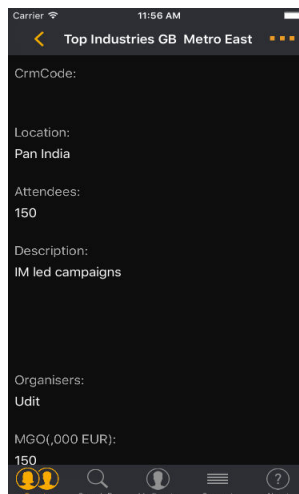 Carrier 11:56 AM
Top Industries GB Metro East
CrmCode:
Location:
Pan India
Attendees:
150
Description:
IM led campaigns
Organisers:
Udit
MGO(,000 EUR):
150
?